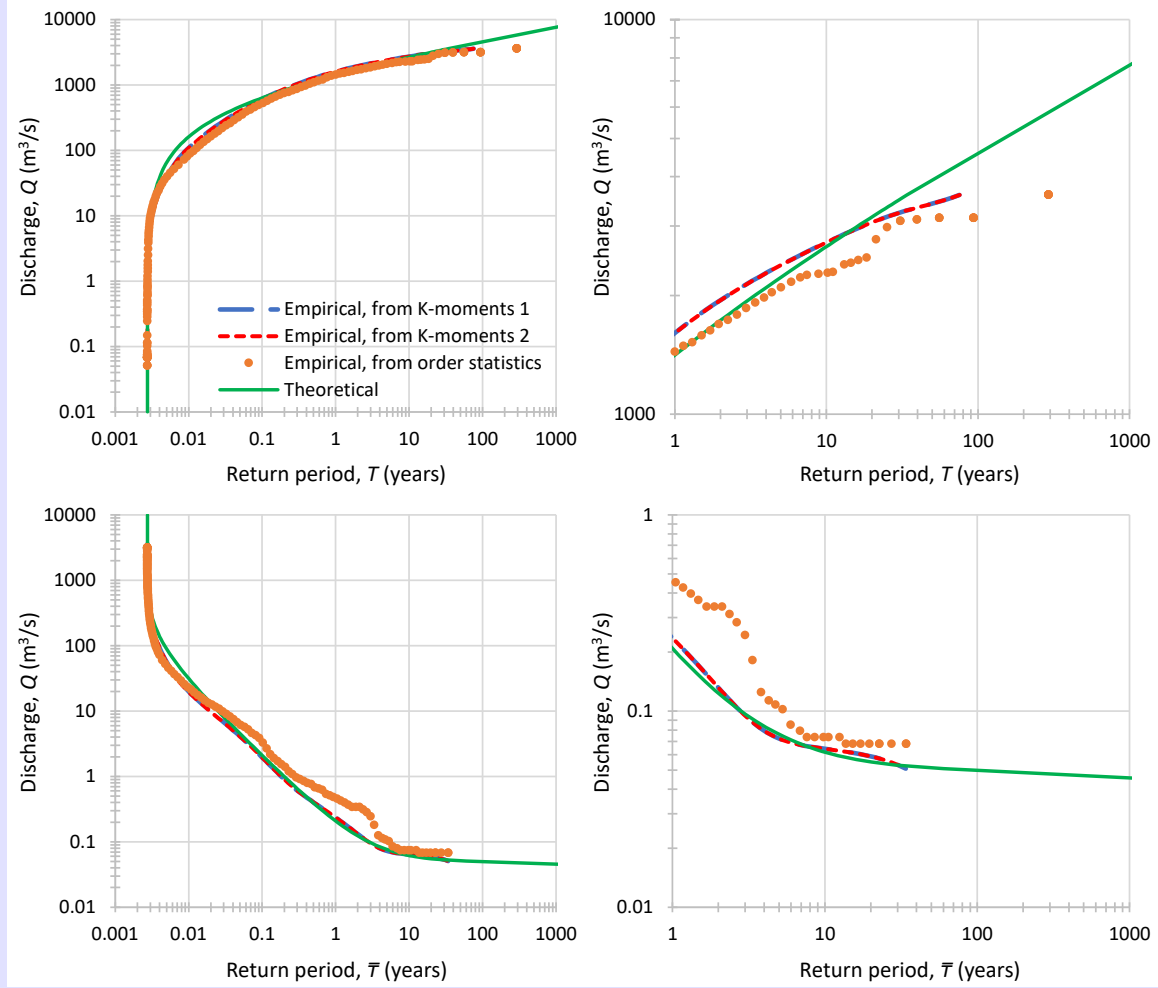 10000
1000
100
10
1
0.1
0.01
0.001 0.01 0.1 1 10 100 1000
Discharge, Q (m³/s)
Return period, T (years)
Empirical, from K-moments 1
Empirical, from K-moments 2
Empirical, from order statistics
Theoretical
10000
1000
1 10 100 1000
Discharge, Q (m³/s)
Return period, T (years)
10000
1000
100
10
1
0.1
0.01
0.001 0.01 0.1 1 10 100 1000
Discharge, Q (m³/s)
Return period, T̅ (years)
1
0.1
0.01
1 10 100 1000
Discharge, Q (m³/s)
Return period, T̅ (years)